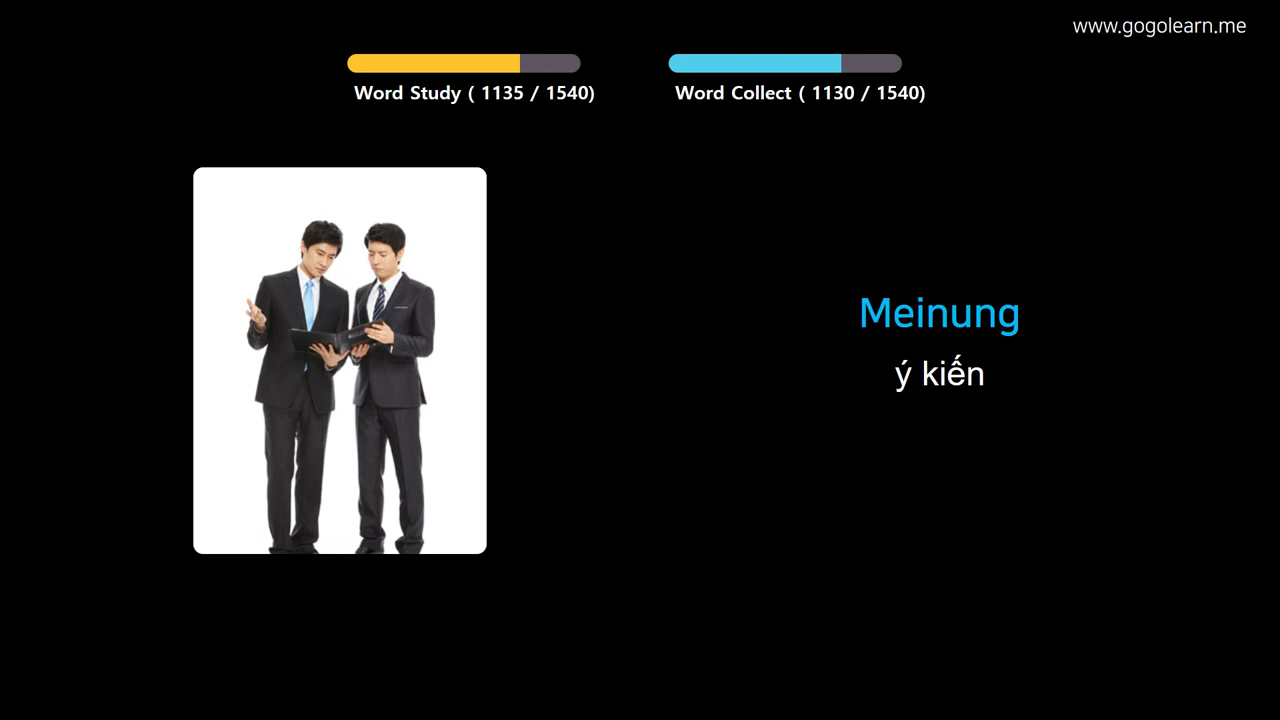 www.gogolearn.me
Word Study ( 1135 / 1540)
Word Collect ( 1130 / 1540)
Meinung
ý kiến